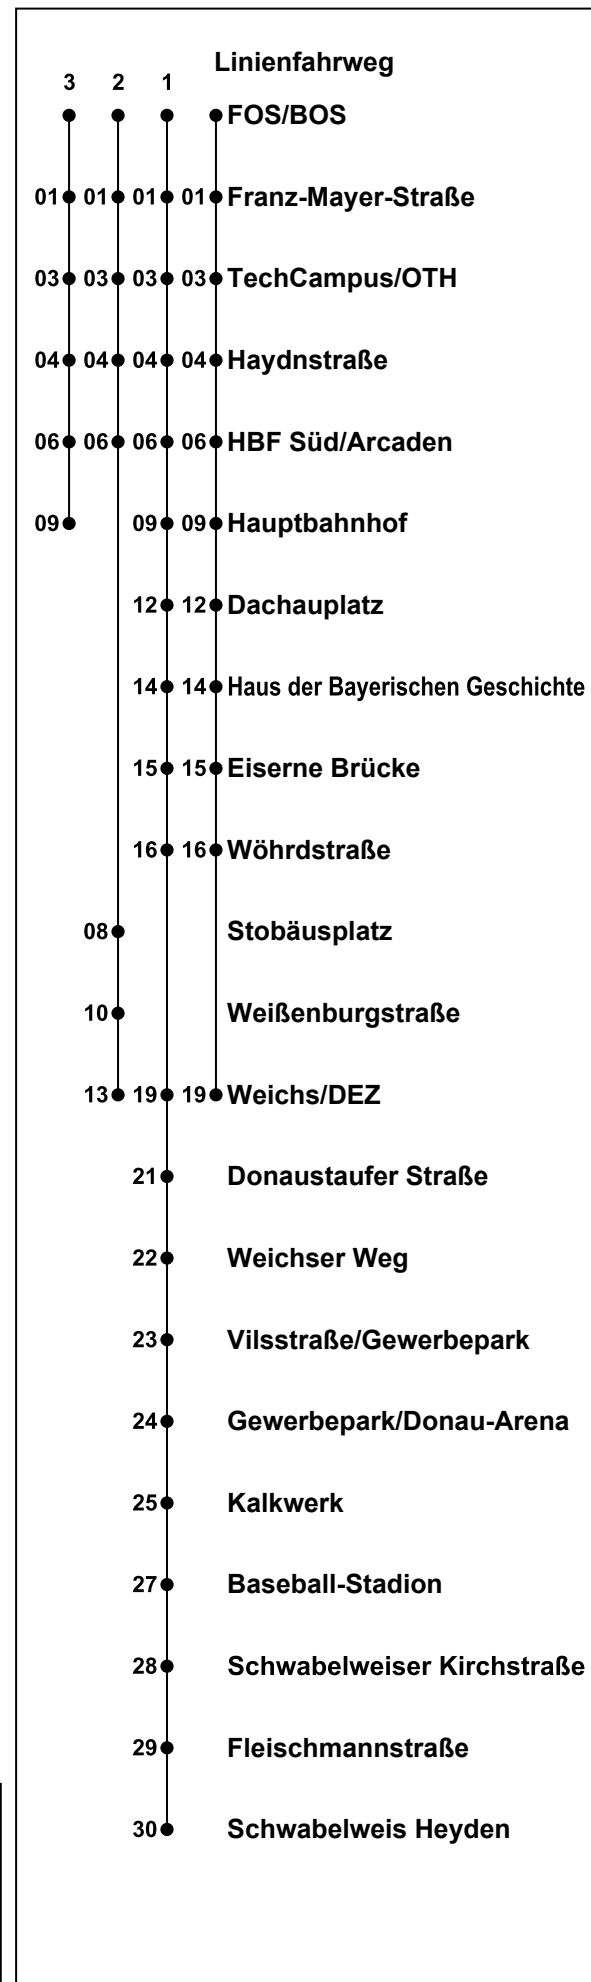 Linienfahrweg
3 2 1
FOS/BOS
01 01 01 01 Franz-Mayer-Straße
03 03 03 03 TechCampus/OTH
04 04 04 04 Haydnstraße
06 06 06 06 HBF Süd/Arcaden
09 09 09 Hauptbahnhof
12 12 Dachauplatz
14 14 Haus der Bayerischen Geschichte
15 15 Eiserne Brücke
16 16 Wöhrdstraße
08 Stobäusplatz
10 Weißenburgstraße
13 19 19 Weichs/DEZ
21 Donaustaufer Straße
22 Weichser Weg
23 Vilsstraße/Gewerbepark
24 Gewerbepark/Donau-Arena
25 Kalkwerk
27 Baseball-Stadion
28 Schwabelweiser Kirchstraße
29 Fleischmannstraße
30 Schwabelweis Heyden